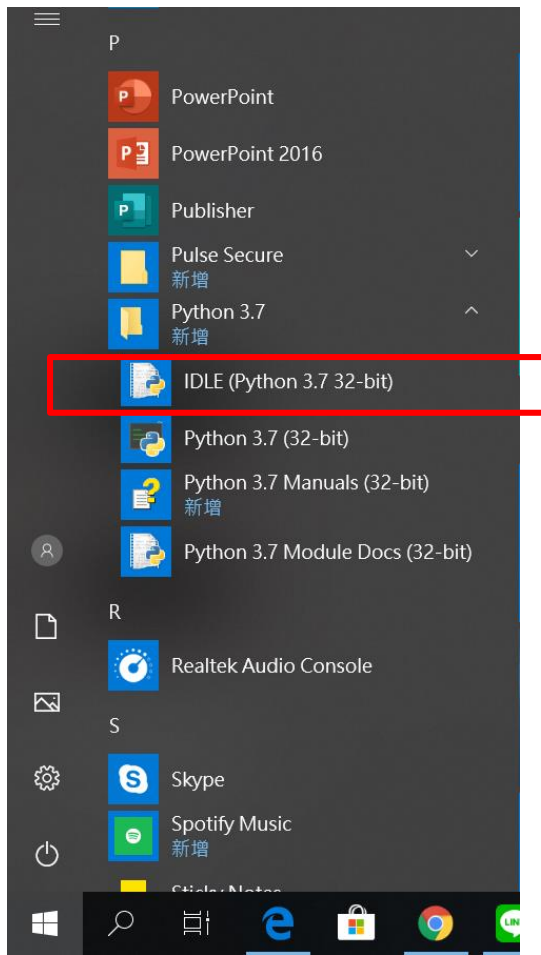 P
PowerPoint
PowerPoint 2016
Publisher
Pulse Secure
新增
Python 3.7
新增
IDLE (Python 3.7 32-bit)
Python 3.7 (32-bit)
Python 3.7 Manuals (32-bit)
新增
Python 3.7 Module Docs (32-bit)
R
Realtek Audio Console
S
Skype
Spotify Music
新增
Sticky Notes